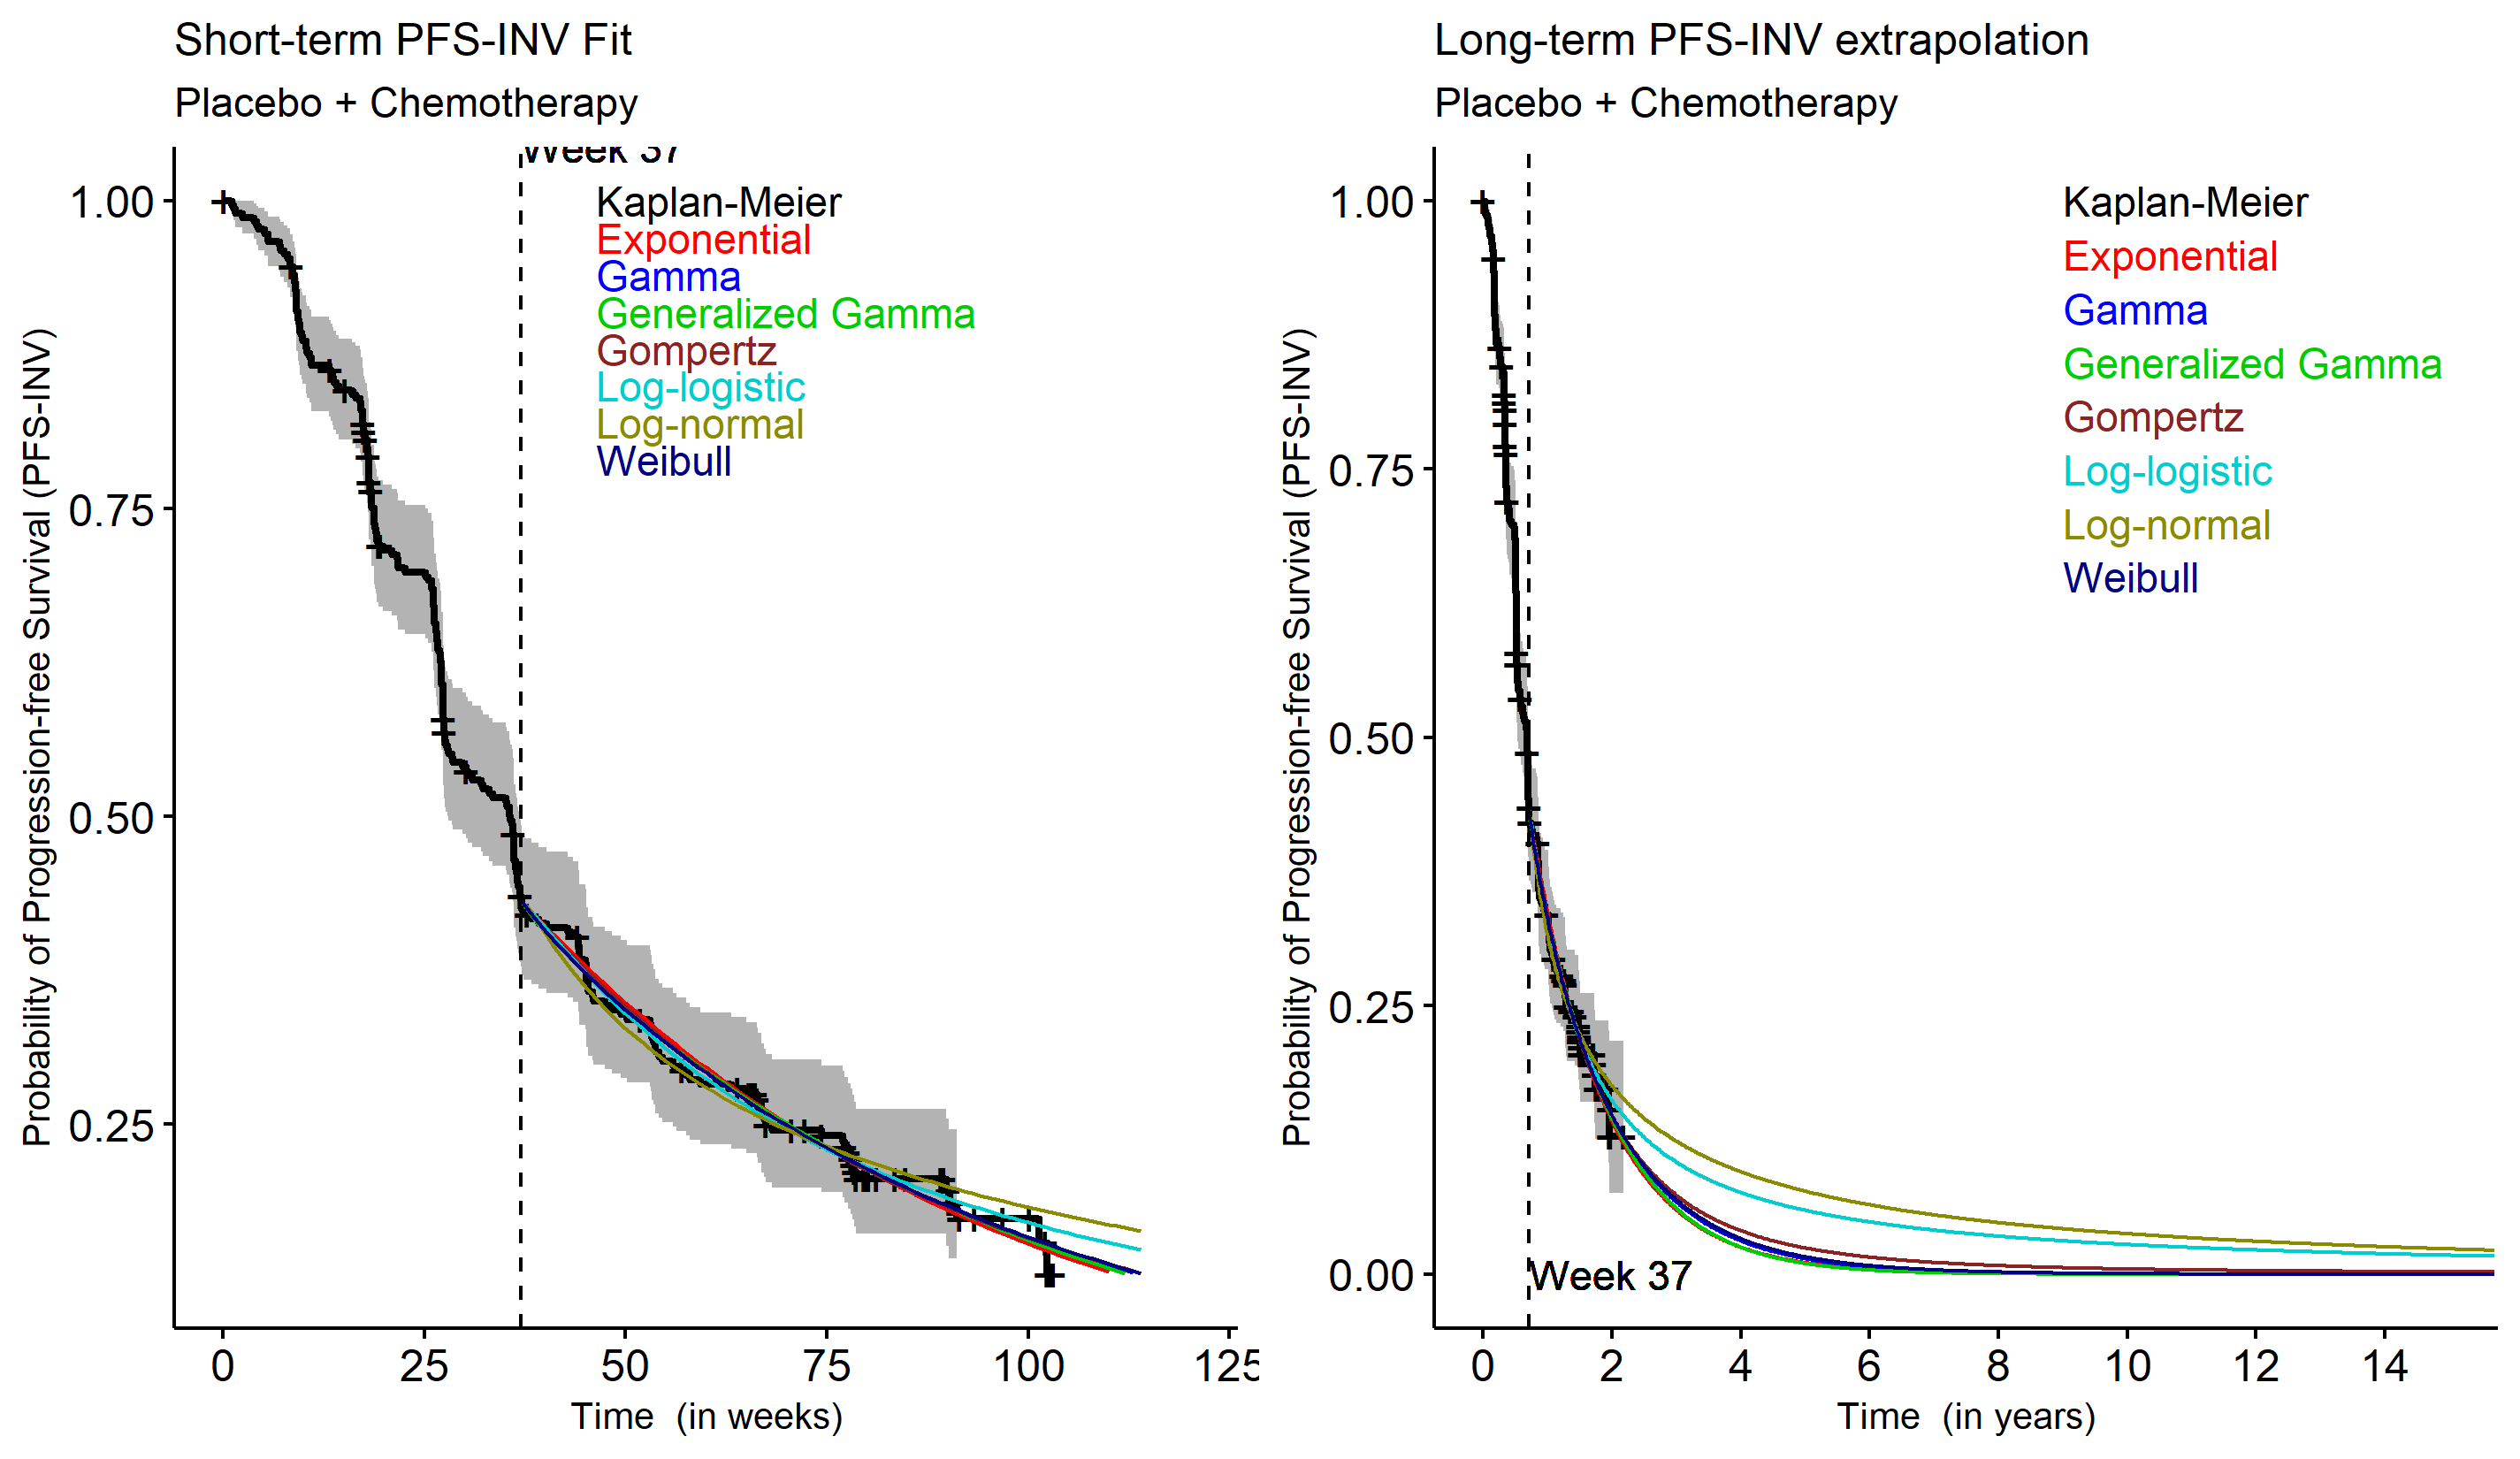 Short-term PFS-INV Fit
Placebo + Chemotherapy
Week 37
Kaplan-Meier
Exponential
Gamma
Generalized Gamma
Gompertz
Log-logistic
Log-normal
Weibull
Probability of Progression-free Survival (PFS-INV)
1.00
0.75
0.50
0.25
0 25 50 75 100 125
Time (in weeks)
Long-term PFS-INV extrapolation
Placebo + Chemotherapy
Kaplan-Meier
Exponential
Gamma
Generalized Gamma
Gompertz
Log-logistic
Log-normal
Weibull
Probability of Progression-free Survival (PFS-INV)
1.00
0.75
0.50
0.25
0.00
Week 37
0 2 4 6 8 10 12 14
Time (in years)